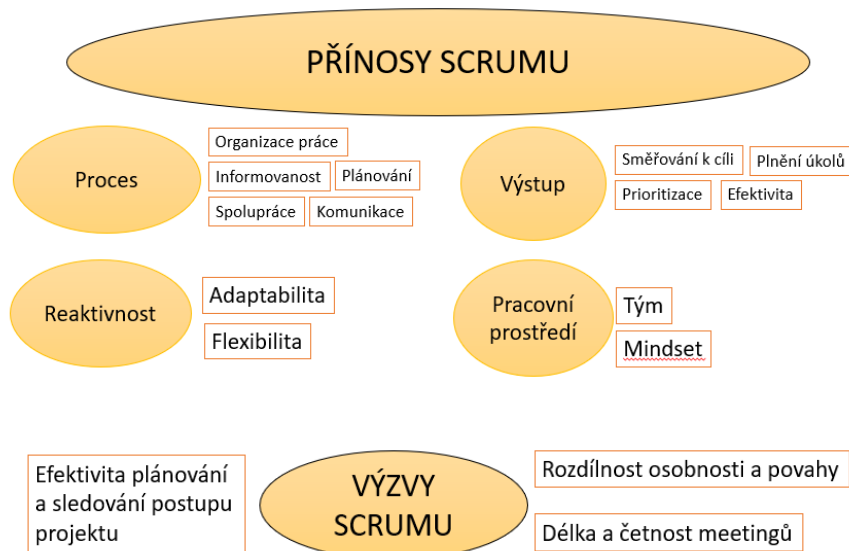 PŘÍNOSY SCRUMU
Proces
Organizace práce
Informovanost
Plánování
Spolupráce
Komunikace
Výstup
Směřování k cíli
Plnění úkolů
Prioritizace
Efektivita
Reaktivnost
Adaptabilita
Flexibilita
Pracovní
prostředí
Tým
Mindset
Efektivita plánování
a sledování postupu
projektu
VÝZVY
SCRUMU
Rozdílnost osobnosti a povahy
Délka a četnost meetingů